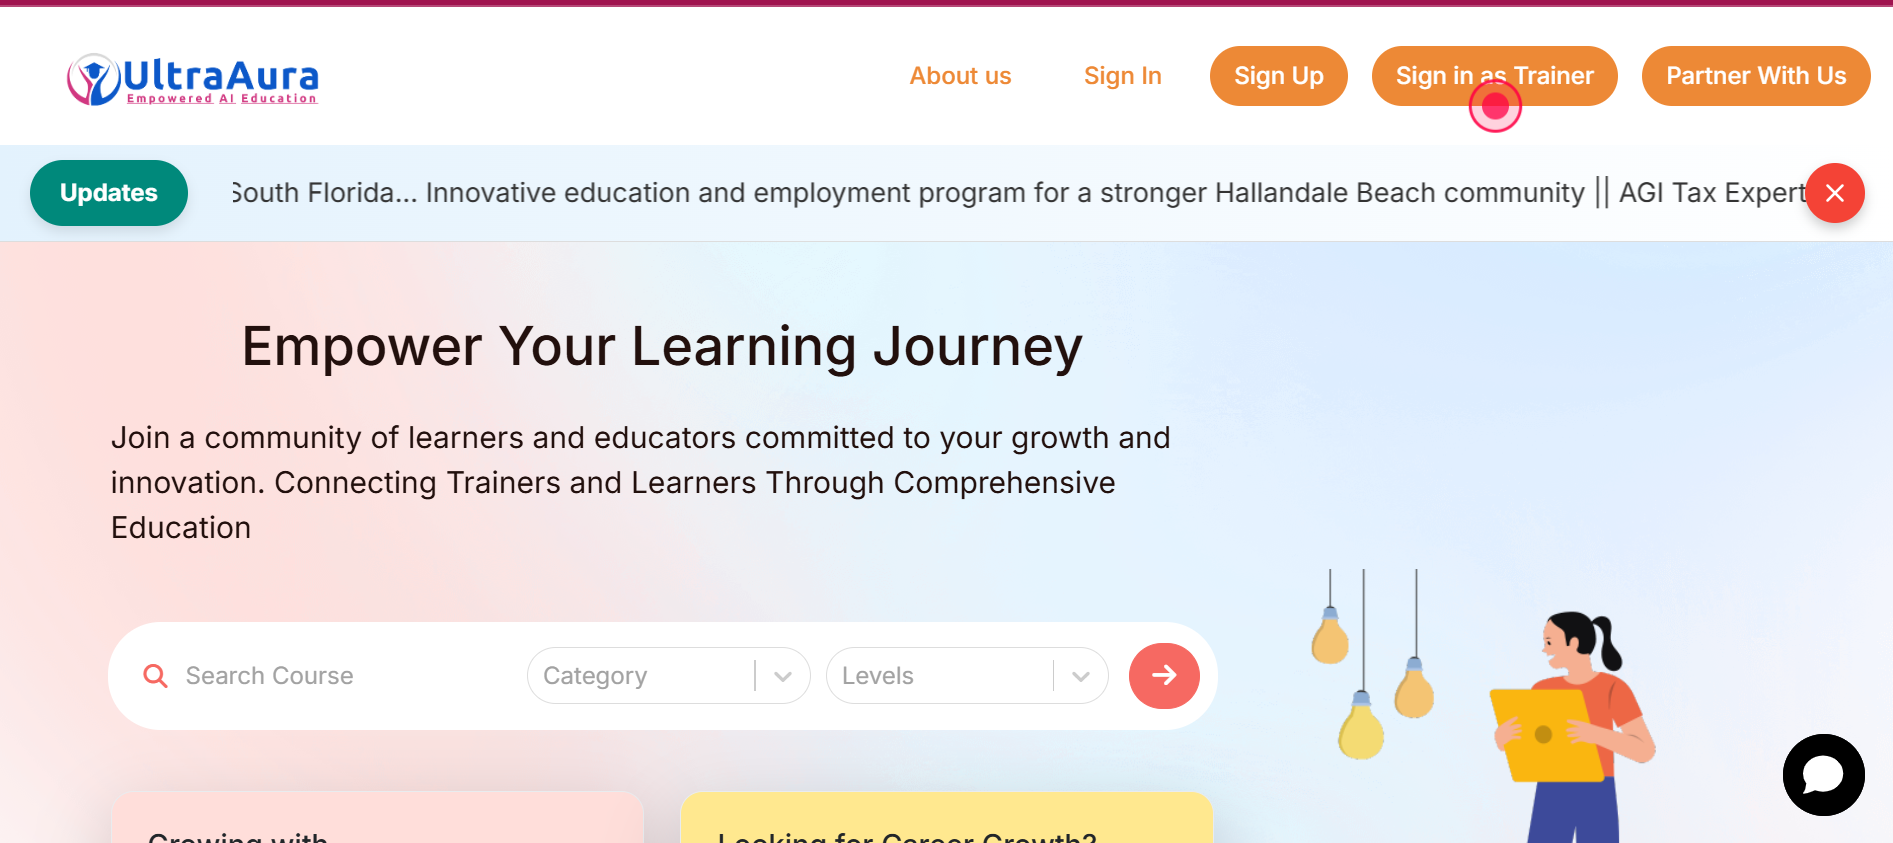 UltraAura
Empowered AI Education
About us
Sign In
Sign Up
Sign in as Trainer
Partner With Us
Updates
South Florida... Innovative education and employment program for a stronger Hallandale Beach community || AGI Tax Expert
Empower Your Learning Journey
Join a community of learners and educators committed to your growth and
innovation. Connecting Trainers and Learners Through Comprehensive
Education
Search Course
Category
Levels
Growing with
Looking for Career Growth?